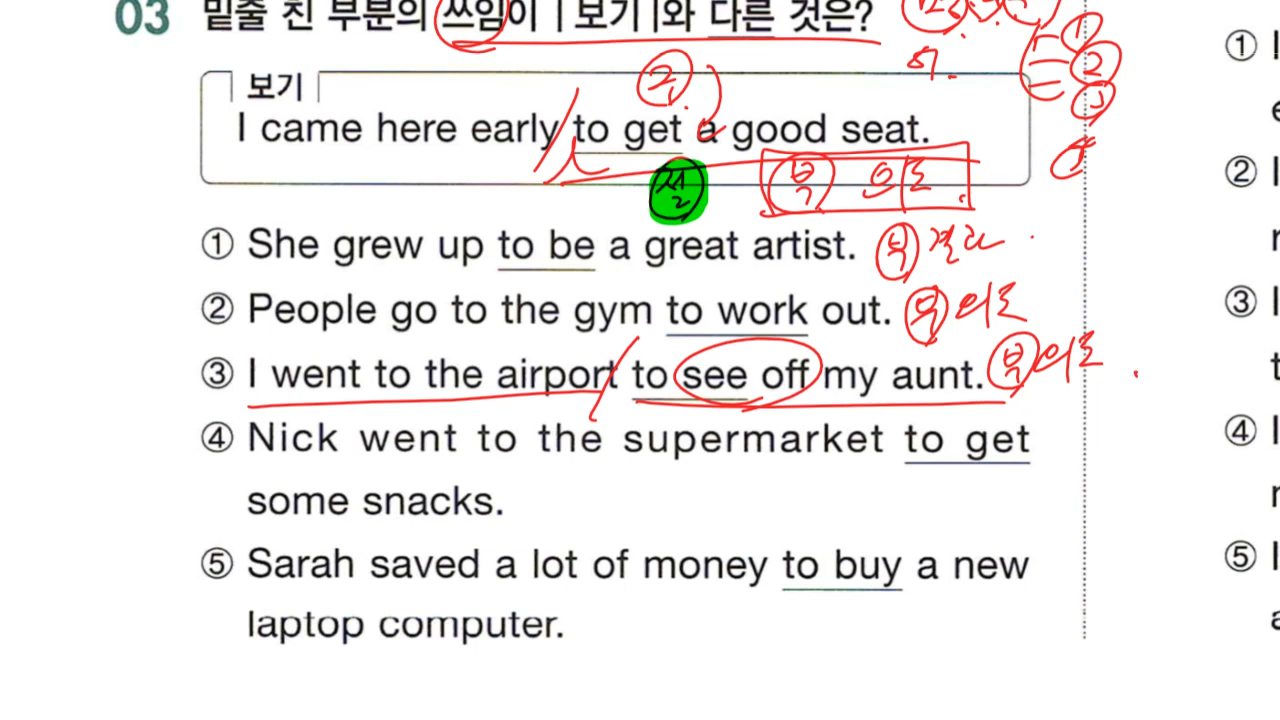 03 밑줄 친 부분의 쓰임이 | 보기 |와 다른 것은?
보기
I came here early to get a good seat.
부 의도
① She grew up to be a great artist. 부 결과
② People go to the gym to work out. 부 의도
③ I went to the airport to see off my aunt. 부 의도
④ Nick went to the supermarket to get
some snacks.
⑤ Sarah saved a lot of money to buy a new
laptop computer.
①
②
③
④
⑤